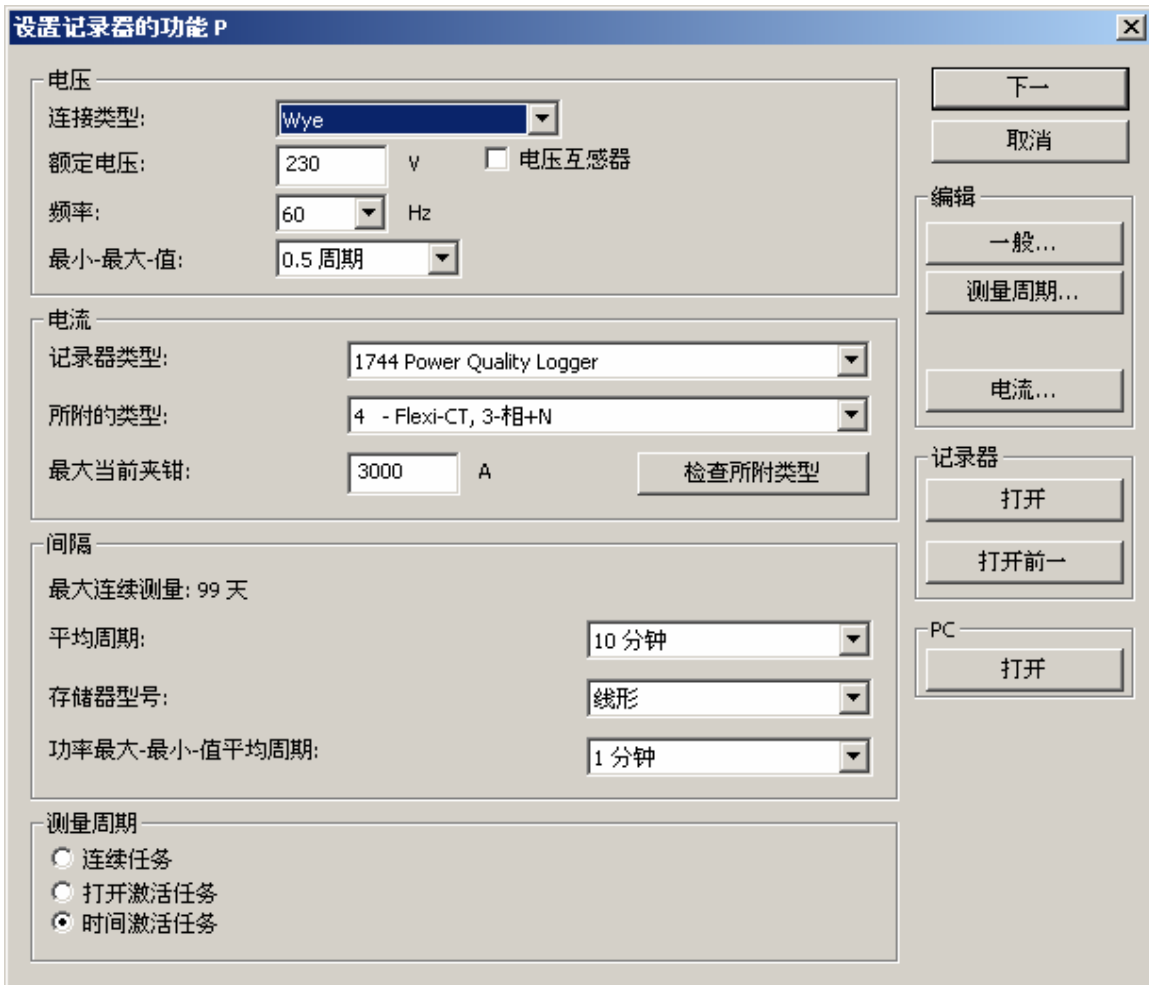 设置记录器的功能 P
电压
连接类型:
Wye
额定电压:
230
V
电压互感器
频率:
60
Hz
最小-最大-值:
0.5 周期
电流
记录器类型:
1744 Power Quality Logger
所附的类型:
4 - Flexi-CT, 3-相+N
最大当前夹钳:
3000
A
检查所附类型
间隔
最大连续测量: 99 天
平均周期:
10 分钟
存储器型号:
线形
功率最大-最小-值平均周期:
1 分钟
测量周期
连续任务
打开激活任务
时间激活任务
下一
取消
编辑
一般...
测量周期...
电流...
记录器
打开
打开前一
PC
打开